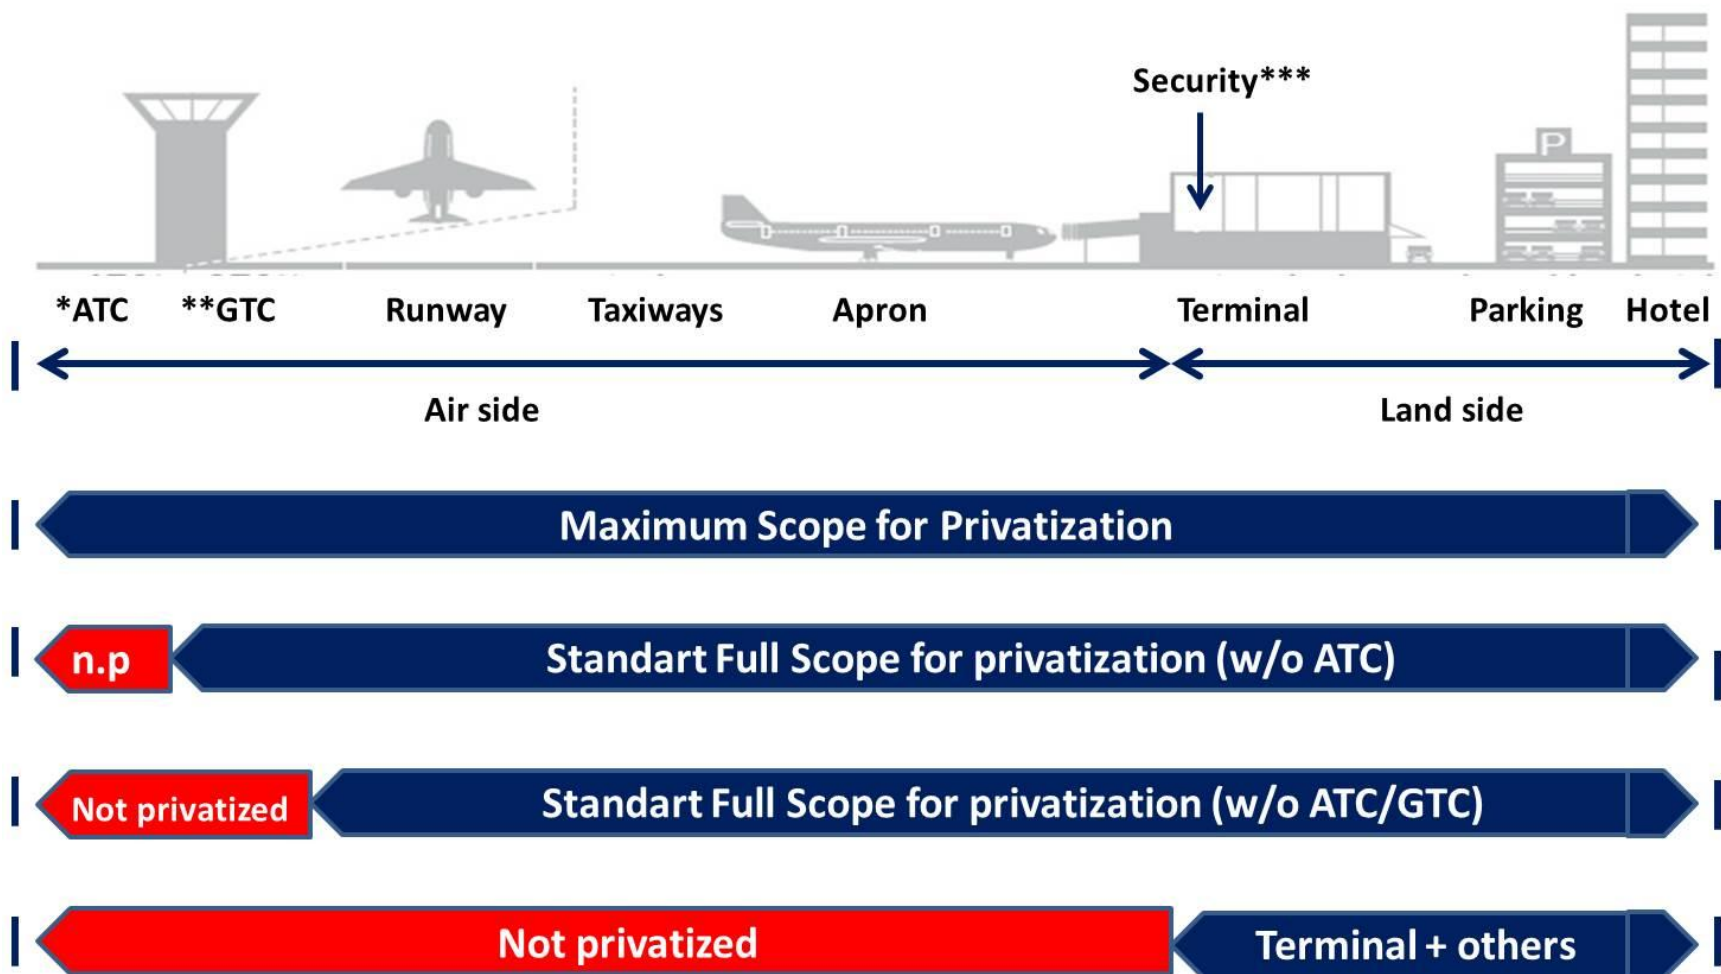 Security***
P
*ATC **GTC Runway Taxiways Apron Terminal Parking Hotel
Air side Land side
Maximum Scope for Privatization
n.p Standart Full Scope for privatization (w/o ATC)
Not privatized Standart Full Scope for privatization (w/o ATC/GTC)
Not privatized Terminal + others